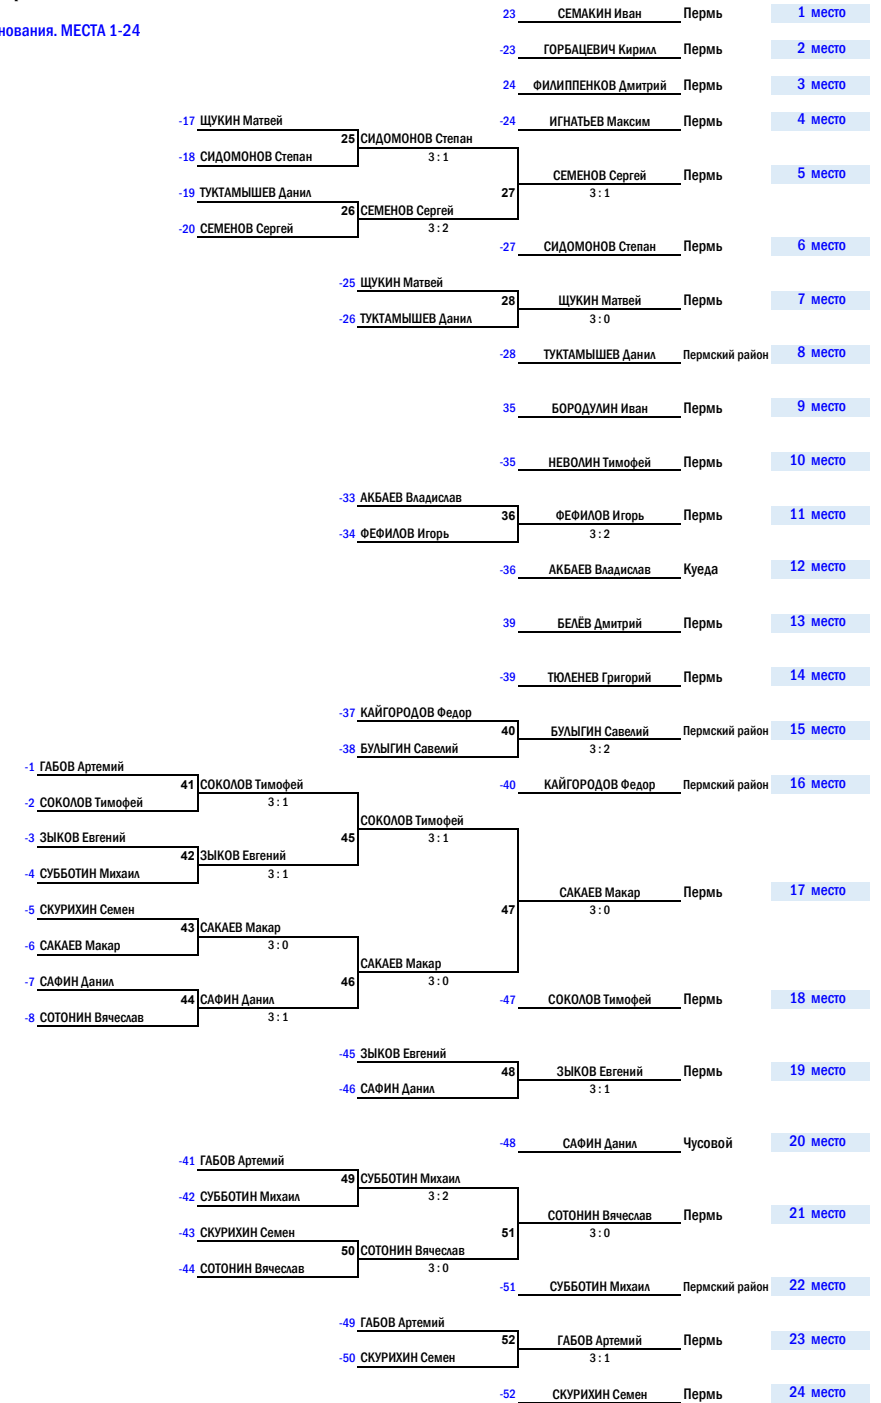 23 СЕМАКИН Иван Пермь 1 место
нования. МЕСТА 1-24
-23 ГОРБАЦЕВИЧ Кирилл Пермь 2 место
24 ФИЛИППЕНКОВ Дмитрий Пермь 3 место
-17 ЩУКИН Матвей -24 ИГНАТЬЕВ Максим Пермь 4 место
25 СИДОМОНОВ Степан
-18 СИДОМОНОВ Степан 3 : 1
СЕМЕНОВ Сергей Пермь 5 место
-19 ТУКТАМЫШЕВ Данил 27 3 : 1
26 СЕМЕНОВ Сергей
-20 СЕМЕНОВ Сергей 3 : 2
-27 СИДОМОНОВ Степан Пермь 6 место
-25 ЩУКИН Матвей
28 ЩУКИН Матвей Пермь 7 место
-26 ТУКТАМЫШЕВ Данил 3 : 0
-28 ТУКТАМЫШЕВ Данил Пермский район 8 место
35 БОРОДУЛИН Иван Пермь 9 место
-35 НЕВОЛИН Тимофей Пермь 10 место
-33 АКБАЕВ Владислав
36 ФЕФИЛОВ Игорь Пермь 11 место
-34 ФЕФИЛОВ Игорь 3 : 2
-36 АКБАЕВ Владислав Куеда 12 место
39 БЕЛЁВ Дмитрий Пермь 13 место
-39 ТЮЛЕНЕВ Григорий Пермь 14 место
-37 КАЙГОРОДОВ Федор
40 БУЛЫГИН Савелий Пермский район 15 место
-38 БУЛЫГИН Савелий 3 : 2
-1 ГАБОВ Артемий
41 СОКОЛОВ Тимофей -40 КАЙГОРОДОВ Федор Пермский район 16 место
-2 СОКОЛОВ Тимофей 3 : 1
СОКОЛОВ Тимофей
-3 ЗЫКОВ Евгений 45 3 : 1
42 ЗЫКОВ Евгений
-4 СУББОТИН Михаил 3 : 1
САКАЕВ Макар Пермь 17 место
-5 СКУРИХИН Семен 47 3 : 0
43 САКАЕВ Макар
-6 САКАЕВ Макар 3 : 0
САКАЕВ Макар
-7 САФИН Данил 46 3 : 0
44 САФИН Данил -47 СОКОЛОВ Тимофей Пермь 18 место
-8 СОТОНИН Вячеслав 3 : 1
-45 ЗЫКОВ Евгений
48 ЗЫКОВ Евгений Пермь 19 место
-46 САФИН Данил 3 : 1
-48 САФИН Данил Чусовой 20 место
-41 ГАБОВ Артемий
49 СУББОТИН Михаил
-42 СУББОТИН Михаил 3 : 2
СОТОНИН Вячеслав Пермь 21 место
-43 СКУРИХИН Семен 51 3 : 0
50 СОТОНИН Вячеслав
-44 СОТОНИН Вячеслав 3 : 0
-51 СУББОТИН Михаил Пермский район 22 место
-49 ГАБОВ Артемий
52 ГАБОВ Артемий Пермь 23 место
-50 СКУРИХИН Семен 3 : 1
-52 СКУРИХИН Семен Пермь 24 место